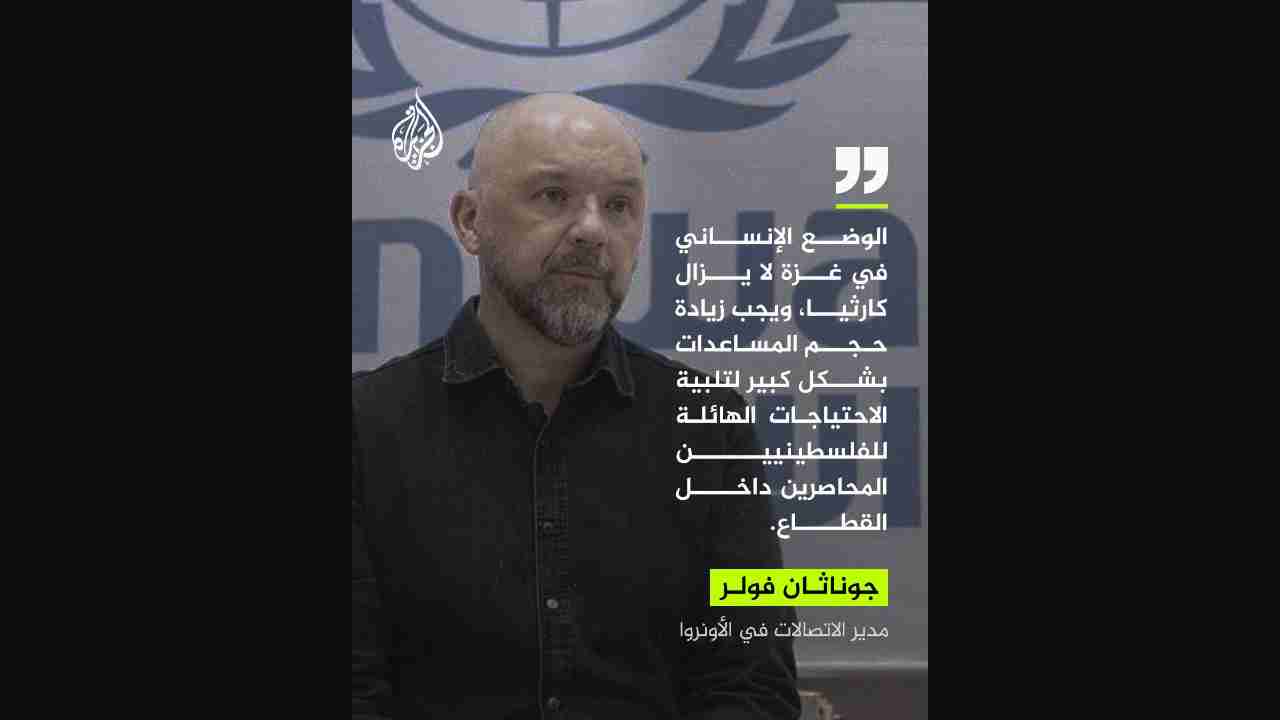 الجزيرة
الوضع الإنساني
في غزة لا يزال
كارثيا، ويجب زيادة
حجم المساعدات
بشكل كبير لتلبية
الاحتياجات الهائلة
للفلسطينيين
المحاصرين داخل
القطاع.
جوناثان فولر
مدير الاتصالات في الأونروا